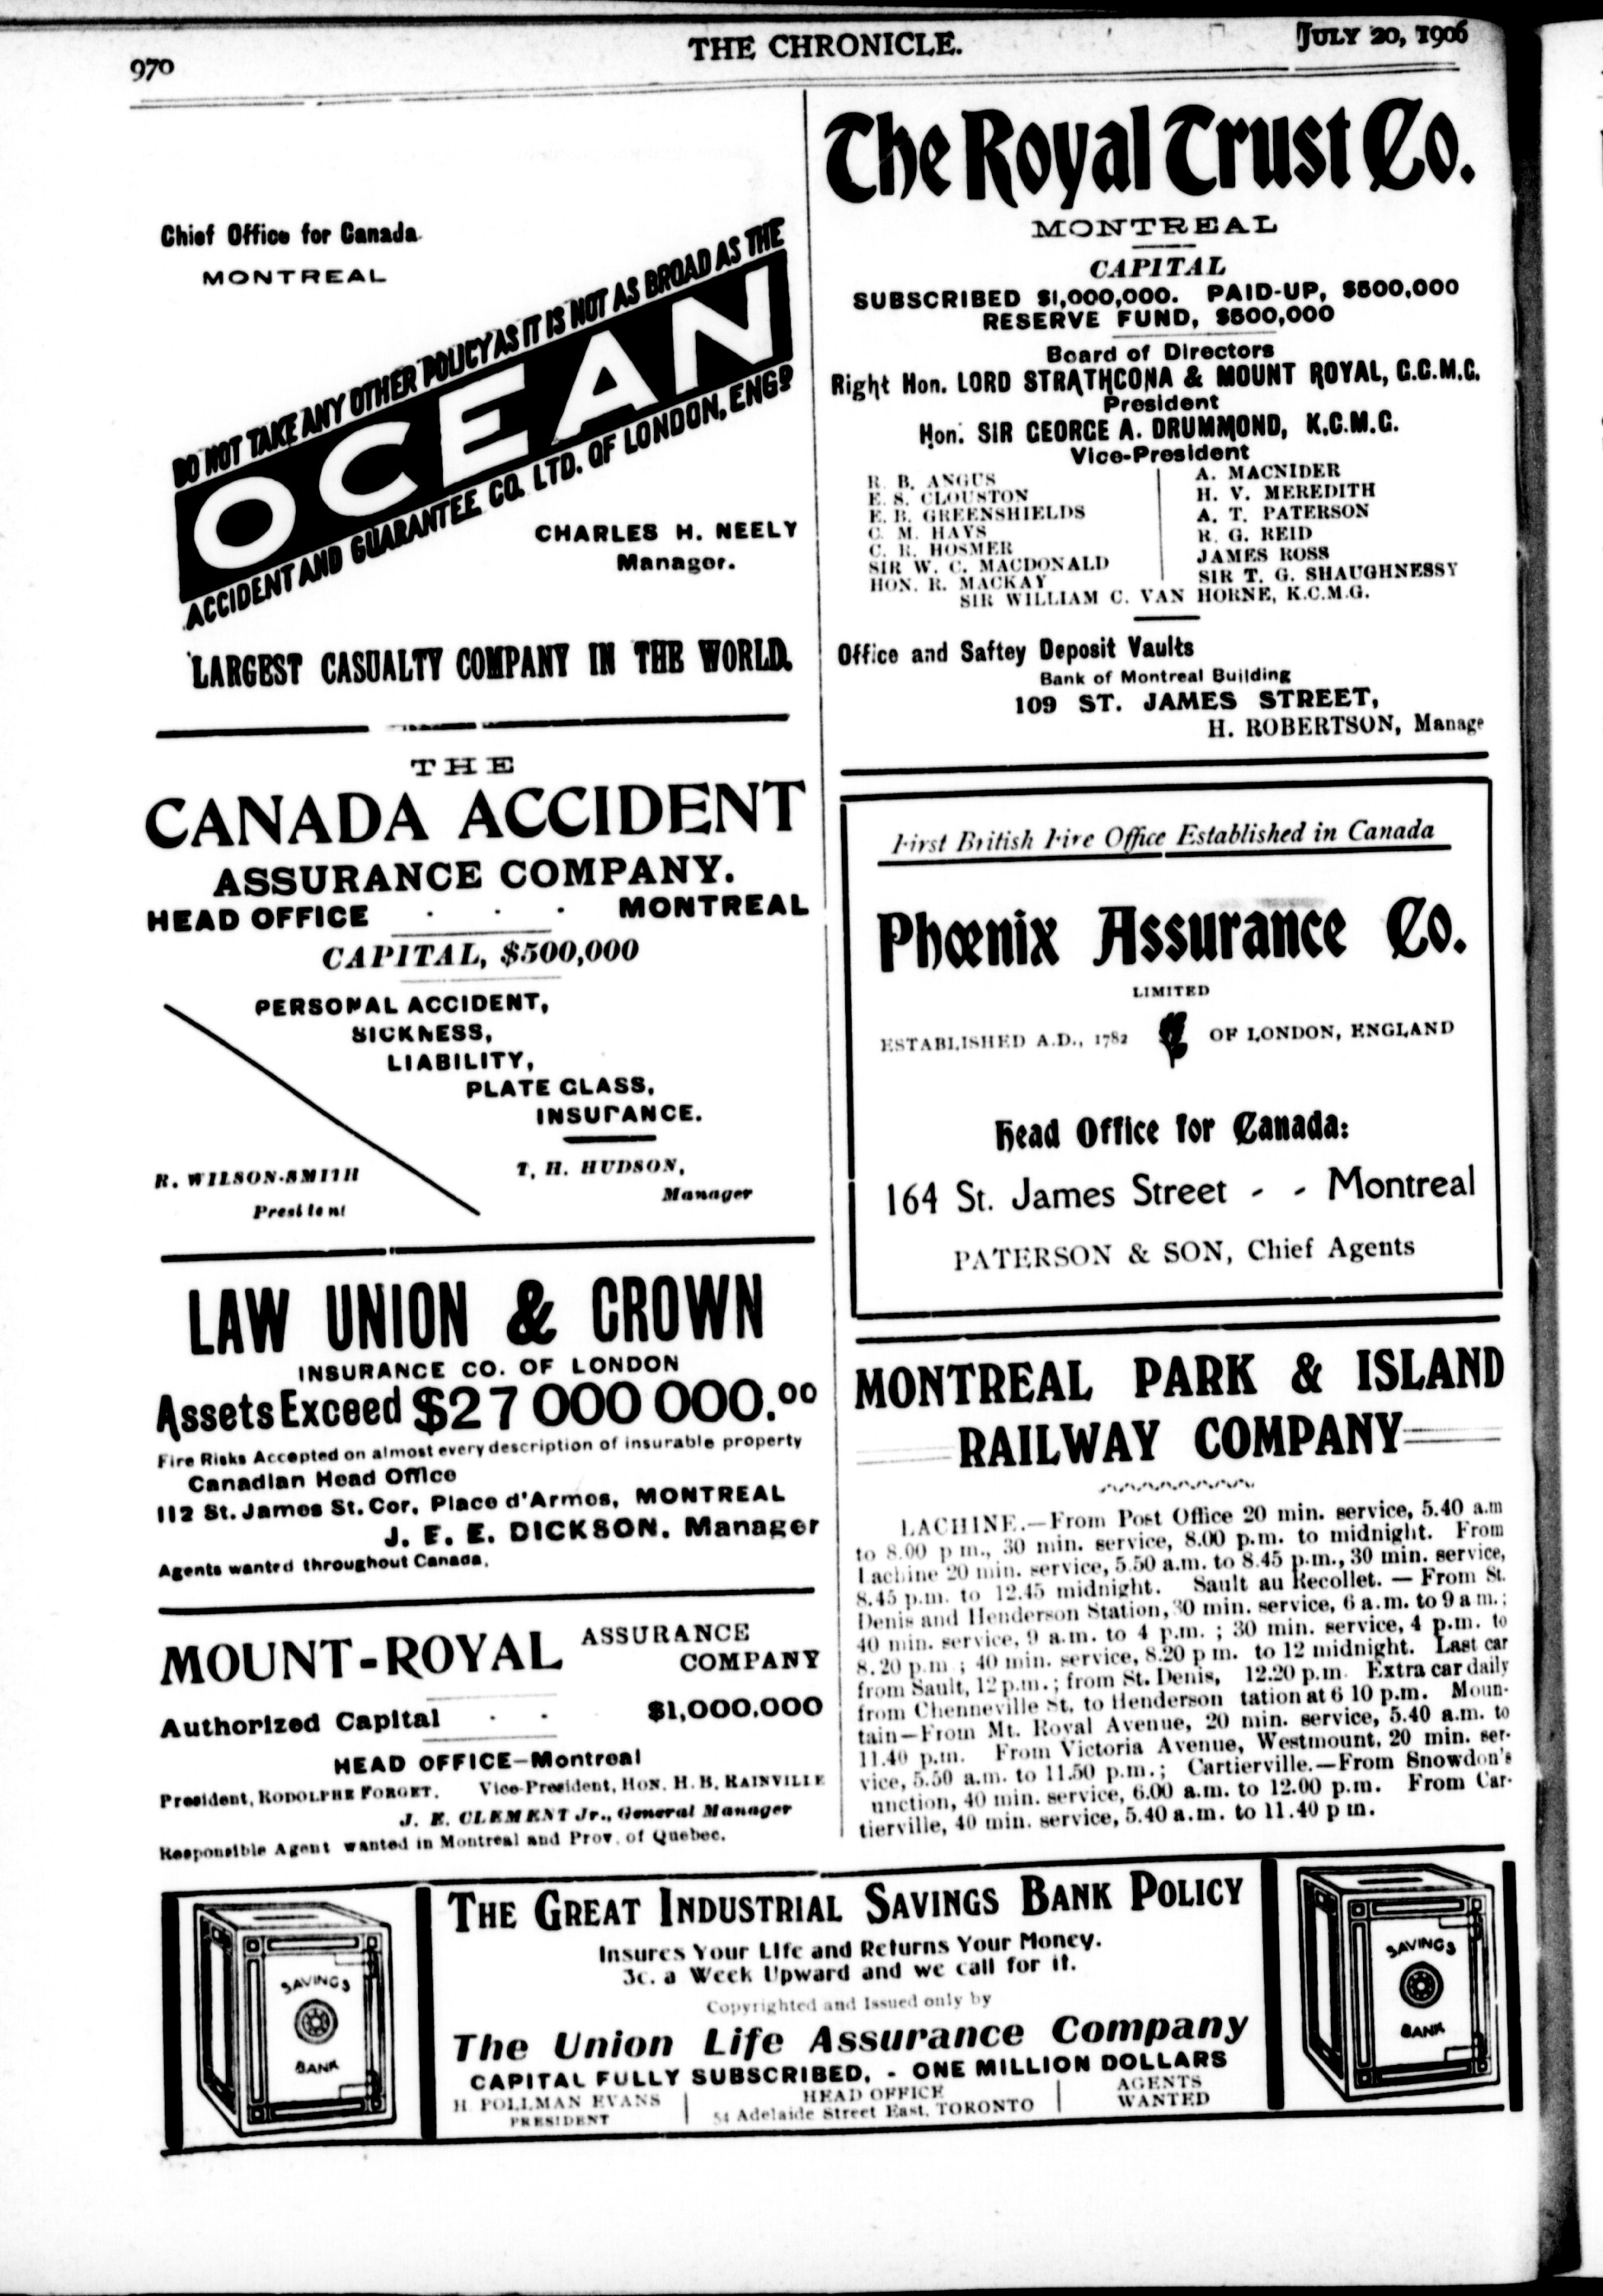 970
THE CHRONICLE.
JULY 20, 1906
Chief Office for Canada
MONTREAL
DO NOT TAKE ANY OTHER POLICY AS IT IS NOT AS BROAD AS THE
OCEAN
ACCIDENT AND GUARANTEE CO. LTD. OF LONDON, ENGD
CHARLES H. NEELY
Manager.
LARGEST CASUALTY COMPANY IN THE WORLD.
THE
CANADA ACCIDENT
ASSURANCE COMPANY.
HEAD OFFICE · · · MONTREAL
CAPITAL, $500,000
PERSONAL ACCIDENT,
SICKNESS,
LIABILITY,
PLATE GLASS,
INSURANCE.
R. WILSON-SMITH
President
T. H. HUDSON,
Manager
LAW UNION & CROWN
INSURANCE CO. OF LONDON
Assets Exceed $27 000 000.00
Fire Risks Accepted on almost every description of insurable property
Canadian Head Office
112 St. James St. Cor. Place d'Armes, MONTREAL
J. E. E. DICKSON. Manager
Agents wanted throughout Canada.
MOUNT-ROYAL ASSURANCE
COMPANY
Authorized Capital · · $1,000,000
HEAD OFFICE—Montreal
President, RODOLPHE FORGET. Vice-President, HON. H. B. RAINVILLE
J. E. CLEMENT Jr., General Manager
Responsible Agent wanted in Montreal and Prov. of Quebec.
The Royal Trust Co.
MONTREAL
CAPITAL
SUBSCRIBED $1,000,000. PAID-UP, $500,000
RESERVE FUND, $500,000
Board of Directors
Right Hon. LORD STRATHCONA & MOUNT ROYAL, G.C.M.G.
President
Hon. SIR GEORGE A. DRUMMOND, K.C.M.G.
Vice-President
R. B. ANGUS
E. S. CLOUSTON
E. B. GREENSHIELDS
C. M. HAYS
C. R. HOSMER
SIR W. C. MACDONALD
HON. R. MACKAY
A. MACNIDER
H. V. MEREDITH
A. T. PATERSON
R. G. REID
JAMES ROSS
SIR T. G. SHAUGHNESSY
SIR WILLIAM C. VAN HORNE, K.C.M.G.
Office and Saftey Deposit Vaults
Bank of Montreal Building
109 ST. JAMES STREET,
H. ROBERTSON, Manage
First British Fire Office Established in Canada
Phœnix Assurance Co.
LIMITED
ESTABLISHED A.D., 1782 OF LONDON, ENGLAND
Head Office for Canada:
164 St. James Street - - Montreal
PATERSON & SON, Chief Agents
MONTREAL PARK & ISLAND
RAILWAY COMPANY
LACHINE.—From Post Office 20 min. service, 5.40 a.m
to 8.00 p m., 30 min. service, 8.00 p.m. to midnight. From
Lachine 20 min. service, 5.50 a.m. to 8.45 p.m., 30 min. service,
8.45 p.m. to 12.45 midnight. Sault au Recollet. — From St.
Denis and Henderson Station, 30 min. service, 6 a.m. to 9 a m.;
40 min. service, 9 a.m. to 4 p.m. ; 30 min. service, 4 p.m. to
8.20 p.m ; 40 min. service, 8.20 p m. to 12 midnight. Last car
from Sault, 12 p.m.; from St. Denis, 12.20 p.m. Extra car daily
from Chenneville St. to Henderson tation at 6 10 p.m. Moun-
tain—From Mt. Royal Avenue, 20 min. service, 5.40 a.m. to
11.40 p.m. From Victoria Avenue, Westmount, 20 min. ser-
vice, 5.50 a.m. to 11.50 p.m.; Cartierville.—From Snowdon's
unction, 40 min. service, 6.00 a.m. to 12.00 p.m. From Car-
tierville, 40 min. service, 5.40 a.m. to 11.40 p m.
SAVINGS
BANK
THE GREAT INDUSTRIAL SAVINGS BANK POLICY
Insures Your Life and Returns Your Money.
3c. a Week Upward and we call for it.
Copyrighted and Issued only by
The Union Life Assurance Company
CAPITAL FULLY SUBSCRIBED, - ONE MILLION DOLLARS
H. POLLMAN EVANS
PRESIDENT
HEAD OFFICE
54 Adelaide Street East, TORONTO
AGENTS
WANTED
SAVINGS
BANK